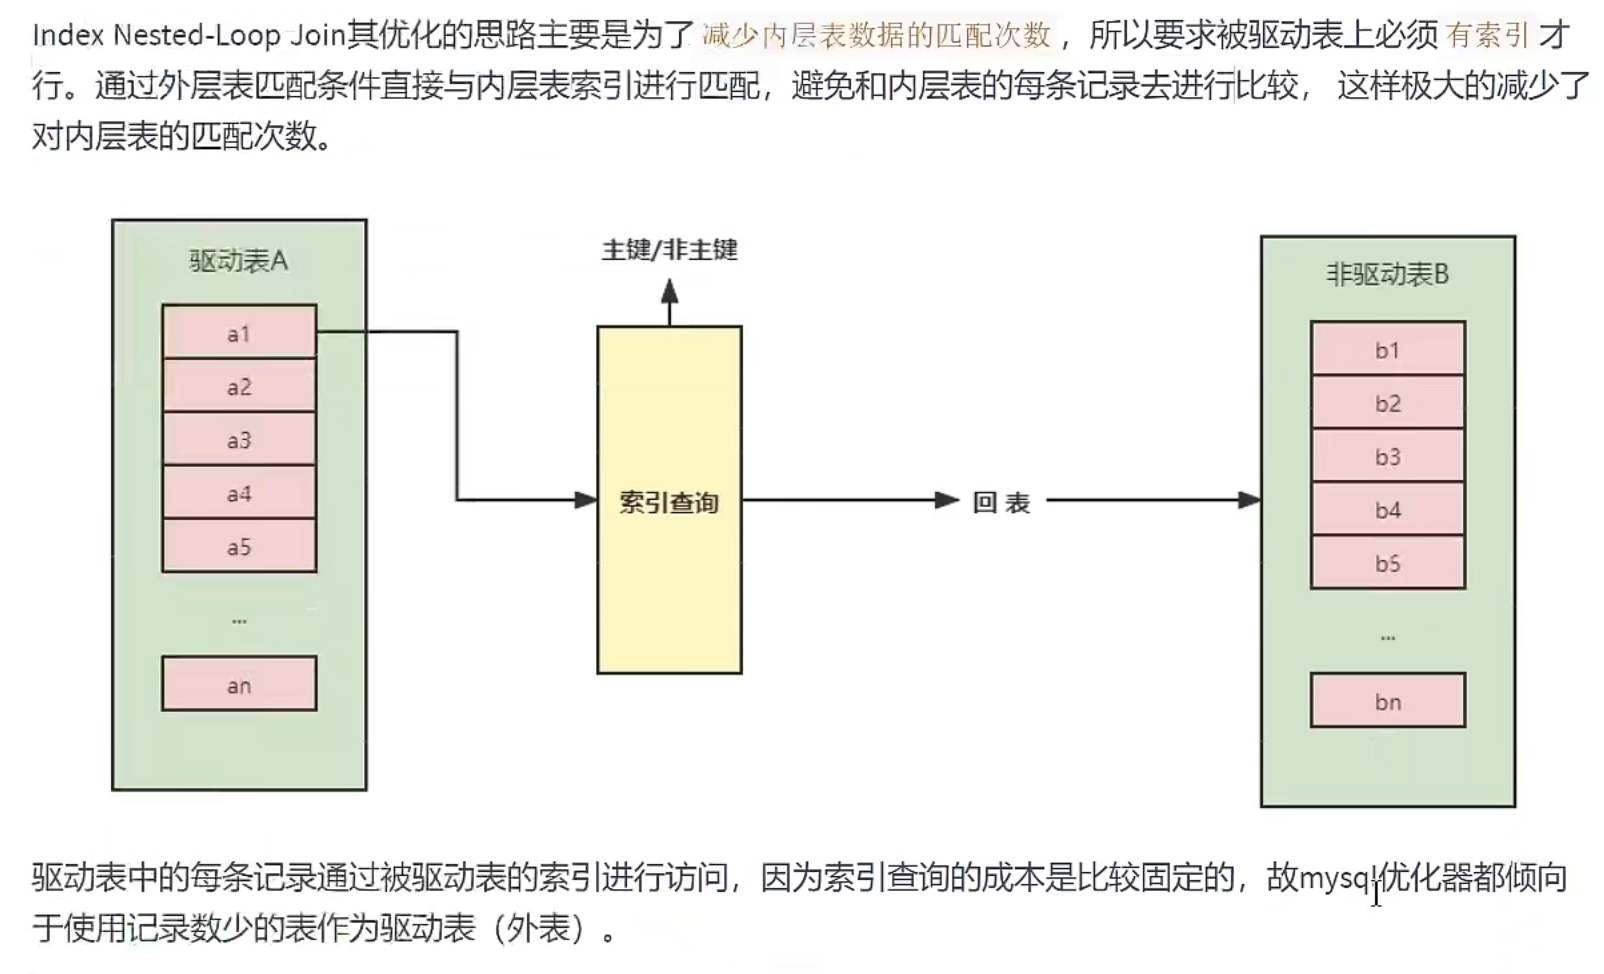 Index Nested-Loop Join其优化的思路主要是为了 减少内层表数据的匹配次数 ，所以要求被驱动表上必须 有索引 才
行。通过外层表匹配条件直接与内层表索引进行匹配，避免和内层表的每条记录去进行比较， 这样极大的减少了
对内层表的匹配次数。
驱动表A
a1
a2
a3
a4
a5
...
an
主键/非主键
索引查询
回 表
非驱动表B
b1
b2
b3
b4
b5
...
bn
驱动表中的每条记录通过被驱动表的索引进行访问，因为索引查询的成本是比较固定的，故mysql优化器都倾向
于使用记录数少的表作为驱动表（外表）。